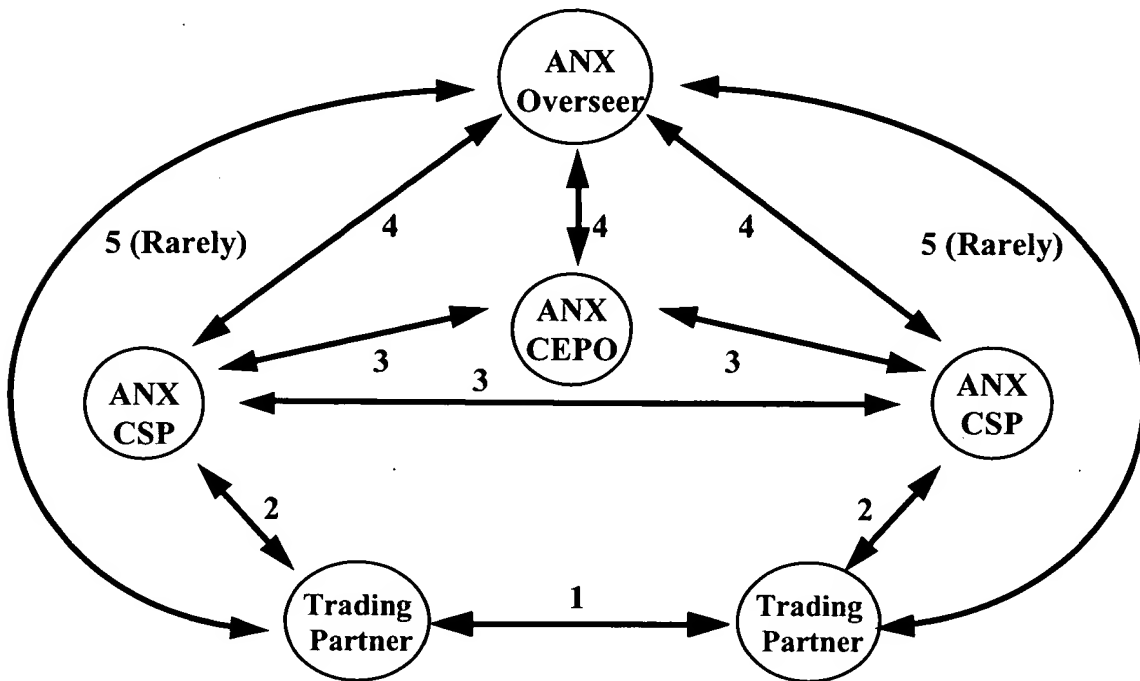 ANX
Overseer
5 (Rarely)
4
4
4
5 (Rarely)
ANX
CEPO
3
3
3
ANX
CSP
ANX
CSP
2
2
1
Trading
Partner
Trading
Partner